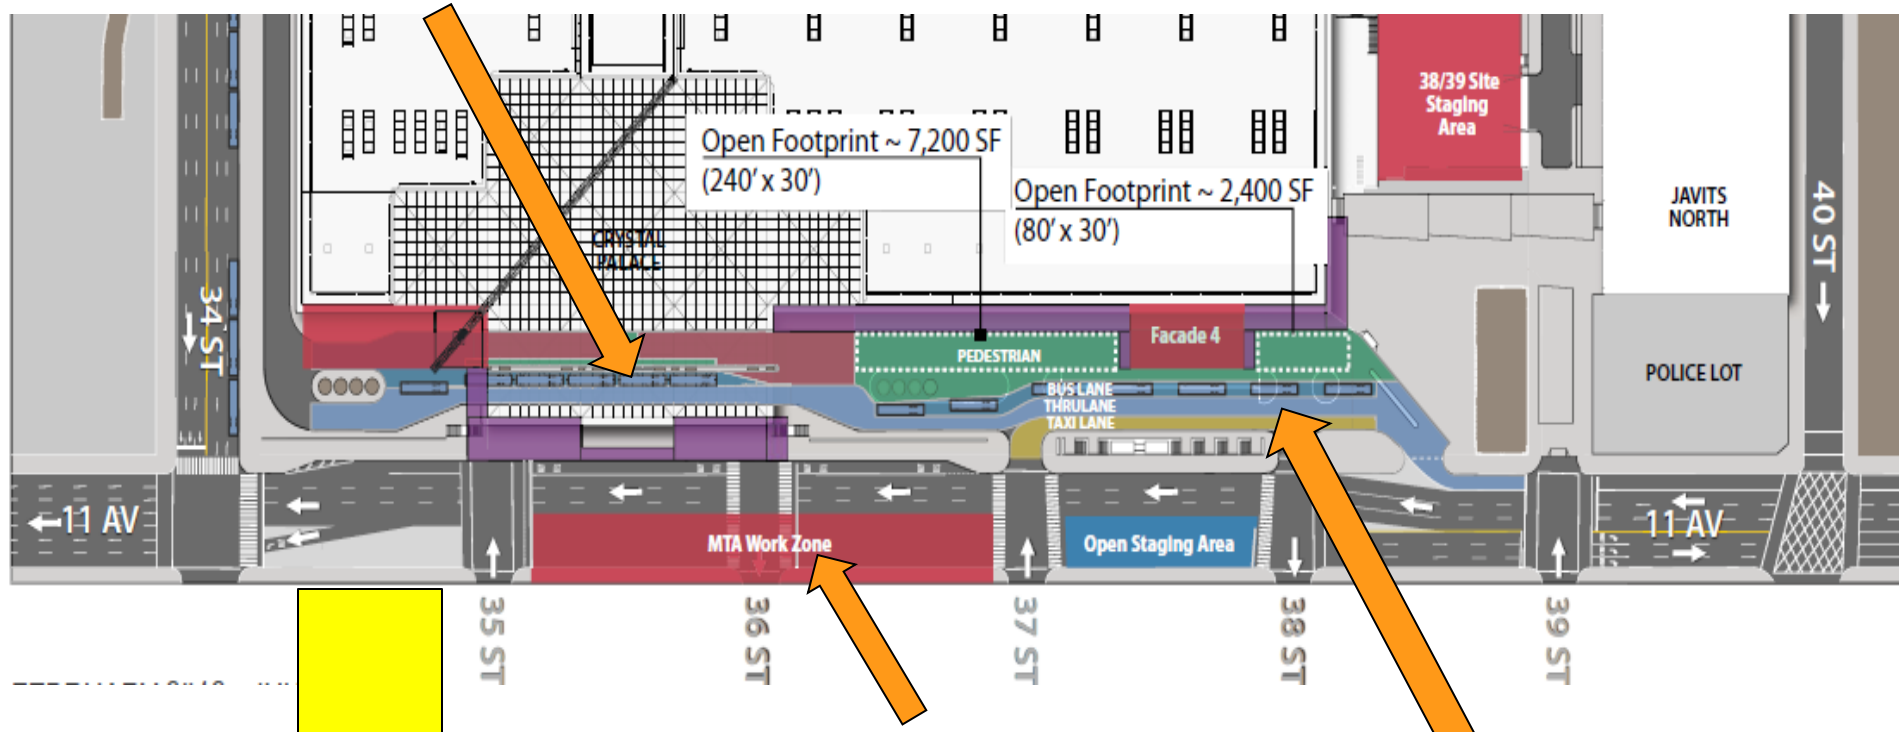 38/39 Site
Staging
Area
Open Footprint ~ 7,200 SF
(240' x 30')
Open Footprint ~ 2,400 SF
(80' x 30')
JAVITS
NORTH
40 ST
CRYSTAL
PALACE
34 ST
Facade 4
PEDESTRIAN
POLICE LOT
BUS LANE
THRULANE
TAXI LANE
11 AV
11 AV
MTA Work Zone
Open Staging Area
35 ST
36 ST
37 ST
38 ST
39 ST